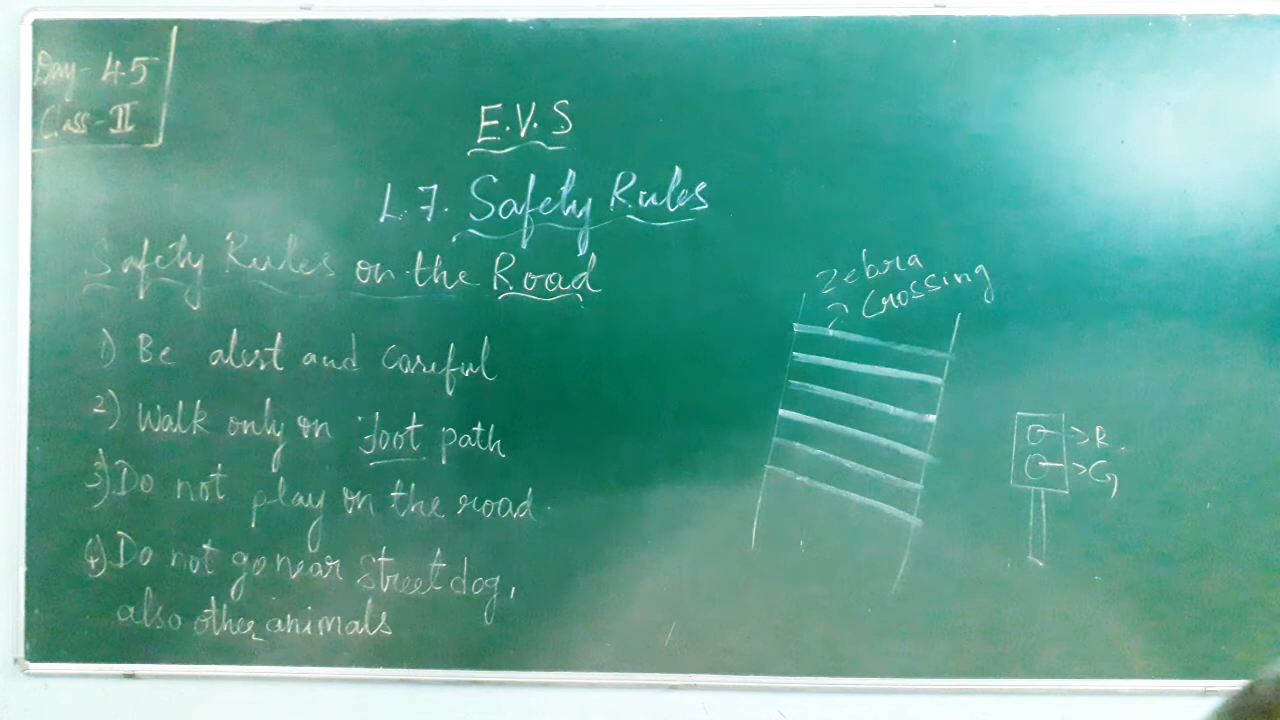 Day - 45
Class - II
E.V.S
L.7. Safety Rules
Safety Rules on the Road
1) Be alert and careful
2) Walk only on Foot path
3) Do not play on the road.
4) Do not go near street dog,
also other animals
Zebra
Crossing
R.
G